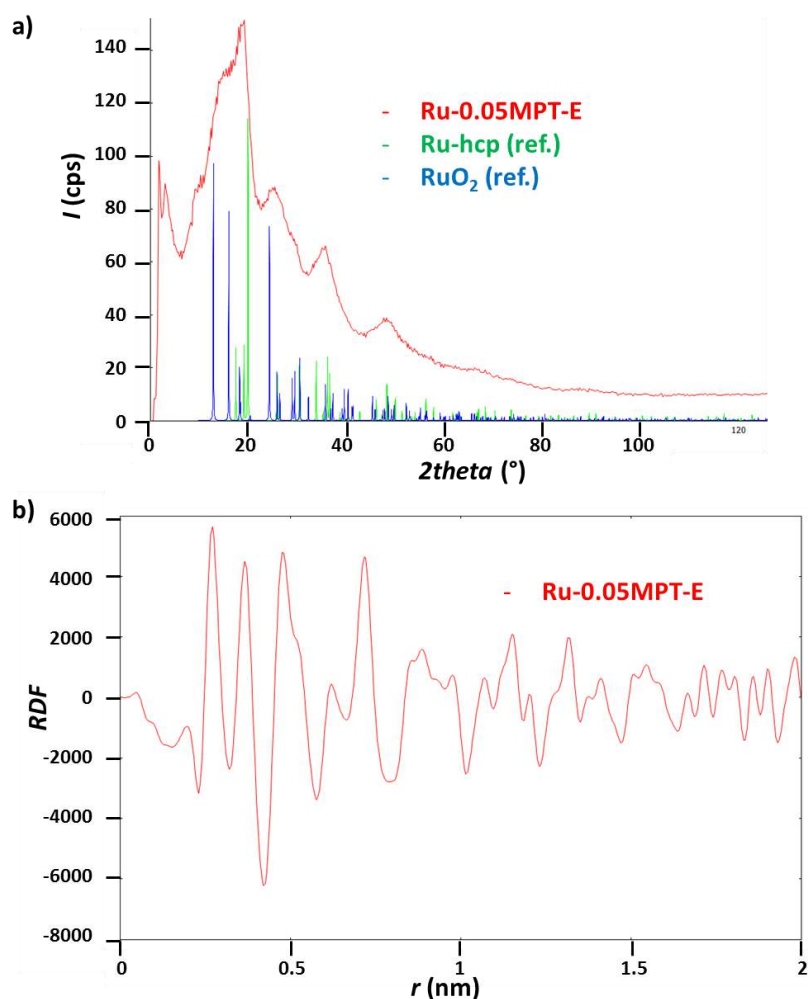 a)
140
120
100
80
60
40
20
0
I (cps)
- Ru-0.05MPT-E
- Ru-hcp (ref.)
- RuO₂ (ref.)
0 20 40 60 80 100 120
2theta (°)
b)
6000
4000
2000
0
-2000
-4000
-6000
-8000
RDF
- Ru-0.05MPT-E
0 0.5 1 1.5 2
r (nm)